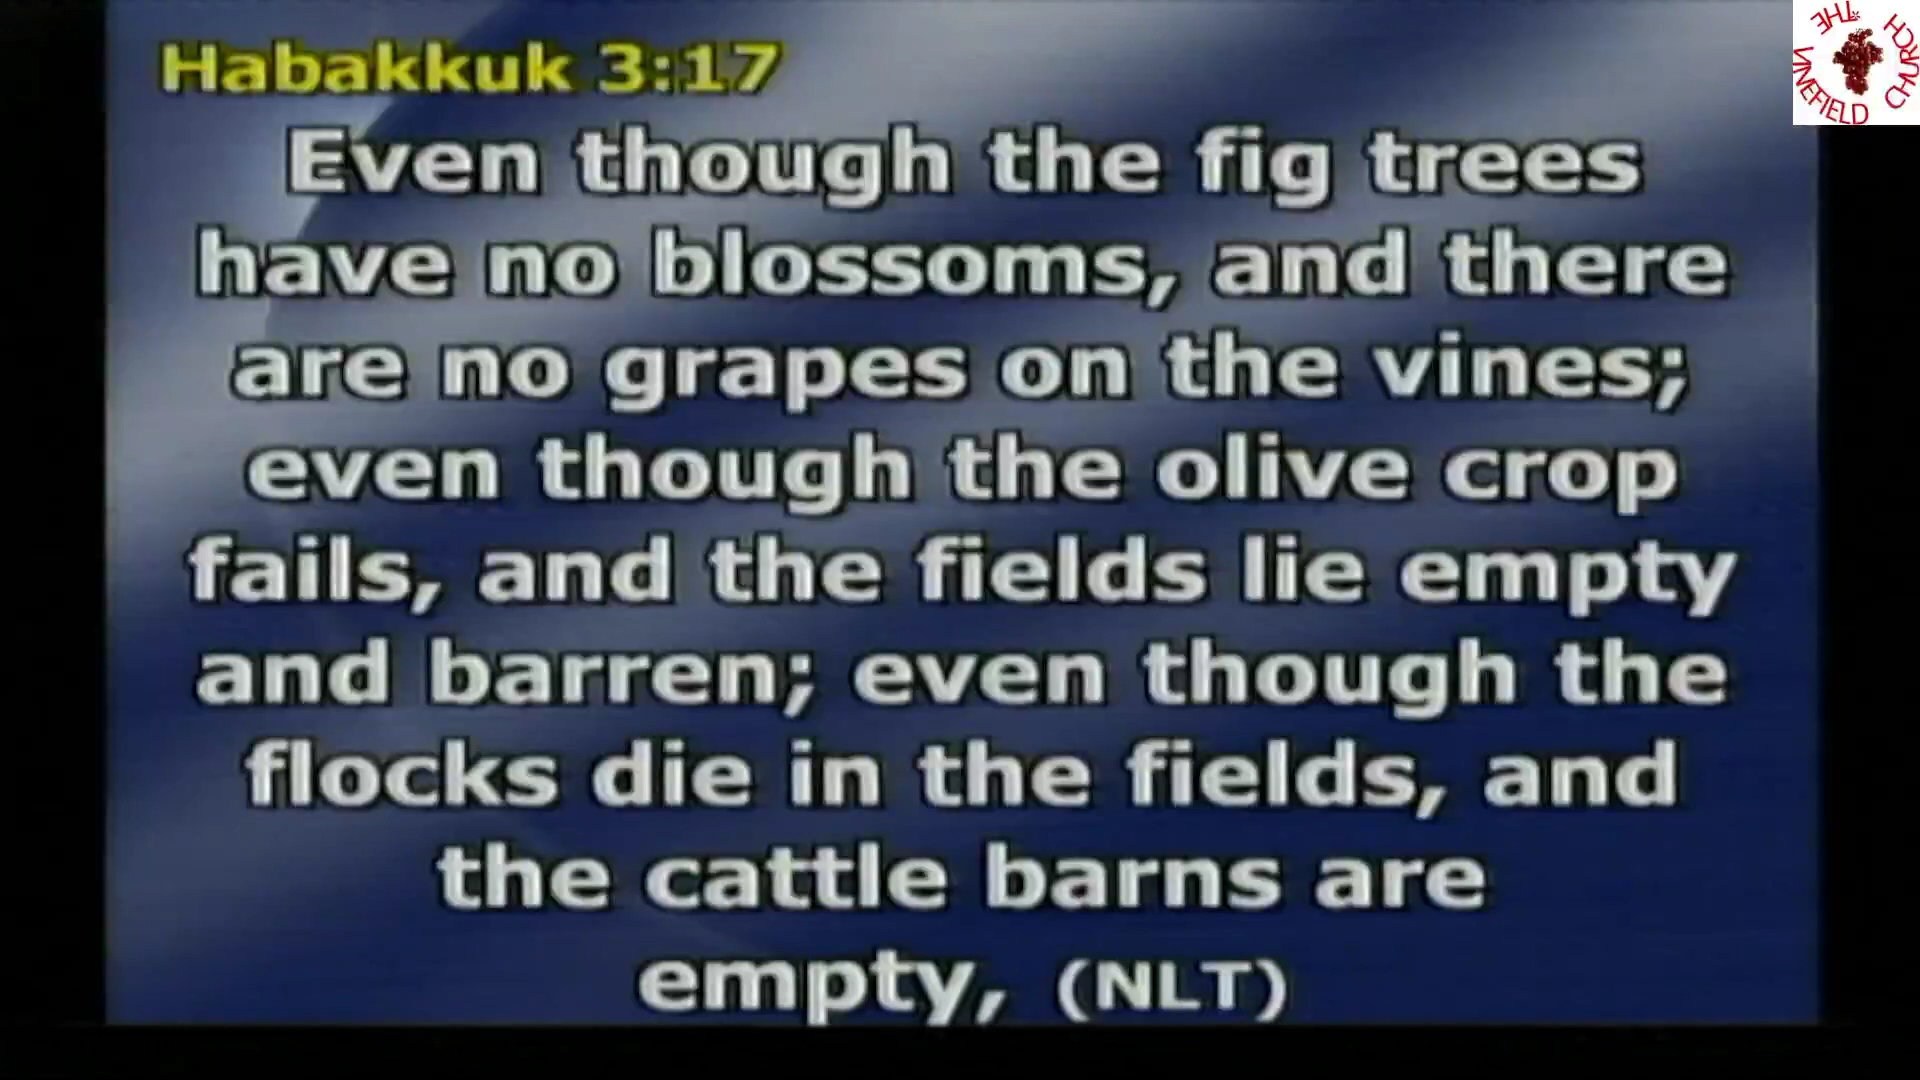 Habakkuk 3:17
Even though the fig trees
have no blossoms, and there
are no grapes on the vines;
even though the olive crop
fails, and the fields lie empty
and barren; even though the
flocks die in the fields, and
the cattle barns are
empty, (NLT)
THE
VINEFIELD
CHURCH